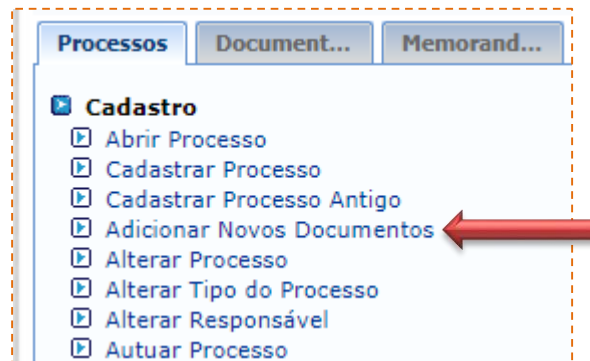 Processos Document... Memorand...
Cadastro
Abrir Processo
Cadastrar Processo
Cadastrar Processo Antigo
Adicionar Novos Documentos
Alterar Processo
Alterar Tipo do Processo
Alterar Responsável
Autuar Processo